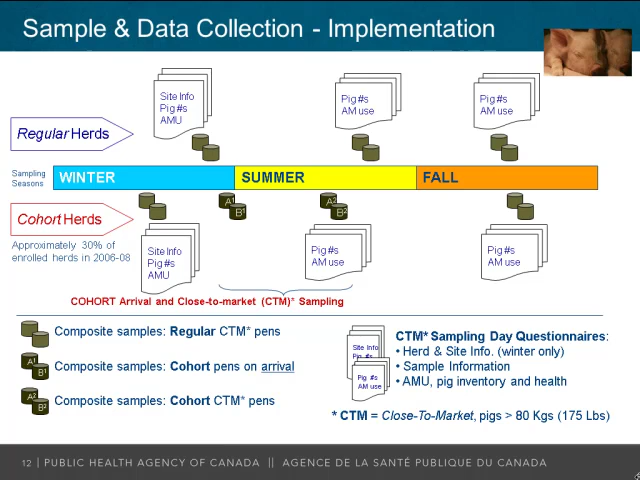 Sample & Data Collection - Implementation
Site Info
Pig #s
AMU
Pig #s
AM use
Pig #s
AM use
Regular Herds
Sampling
Seasons
WINTER
SUMMER
FALL
A1
B1
A2
B2
Cohort Herds
Approximately 30% of
enrolled herds in 2006-08
Site Info
Pig #s
AMU
Pig #s
AM use
Pig #s
AM use
COHORT Arrival and Close-to-market (CTM)* Sampling
Composite samples: Regular CTM* pens
A1
B1
Composite samples: Cohort pens on arrival
A2
B2
Composite samples: Cohort CTM* pens
Site Info
Pig #s
Pig #s
AM use
CTM* Sampling Day Questionnaires:
• Herd & Site Info. (winter only)
• Sample Information
• AMU, pig inventory and health
* CTM = Close-To-Market, pigs > 80 Kgs (175 Lbs)
12 | PUBLIC HEALTH AGENCY OF CANADA || AGENCE DE LA SANTÉ PUBLIQUE DU CANADA